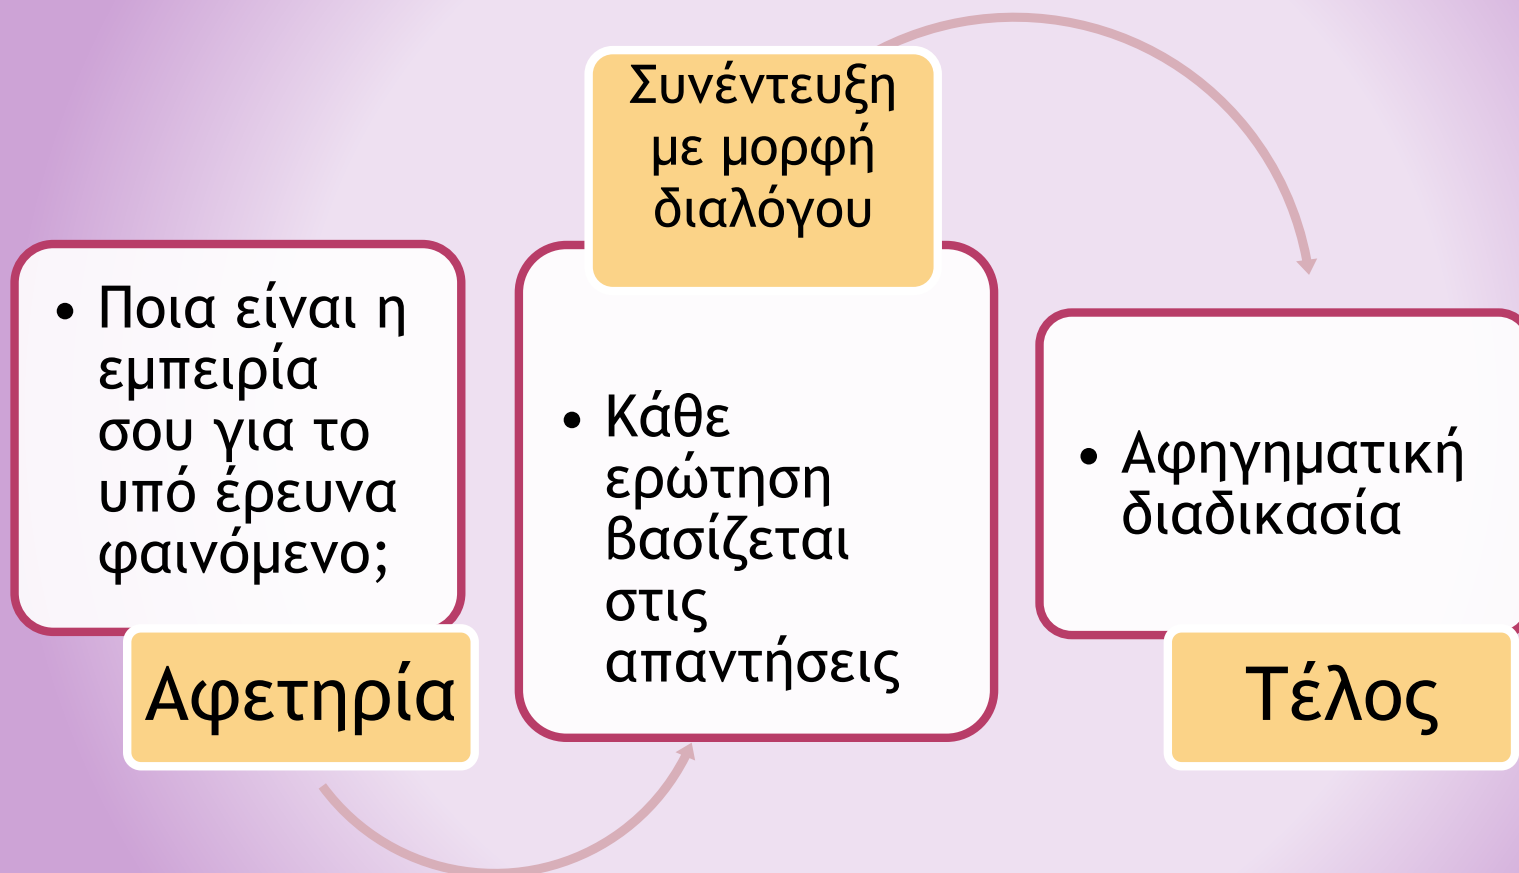 • Ποια είναι η
εμπειρία
σου για το
υπό έρευνα
φαινόμενο;
Αφετηρία
Συνέντευξη
με μορφή
διαλόγου
• Κάθε
ερώτηση
βασίζεται
στις
απαντήσεις
• Αφηγηματική
διαδικασία
Τέλος